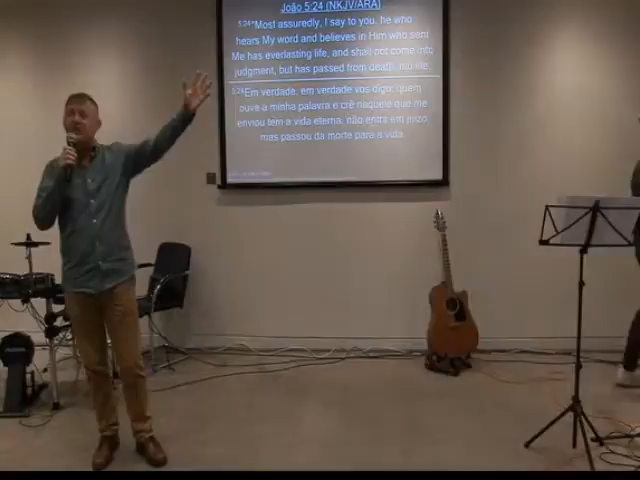 João 5:24 (NKJV/ARA)
5:24 "Most assuredly, I say to you, he who
hears My word and believes in Him who sent
Me has everlasting life, and shall not come into
judgment, but has passed from death into life.
5:24 Em verdade, em verdade vos digo: quem
ouve a minha palavra e crê naquele que me
enviou tem a vida eterna, não entra em juízo,
mas passou da morte para a vida.